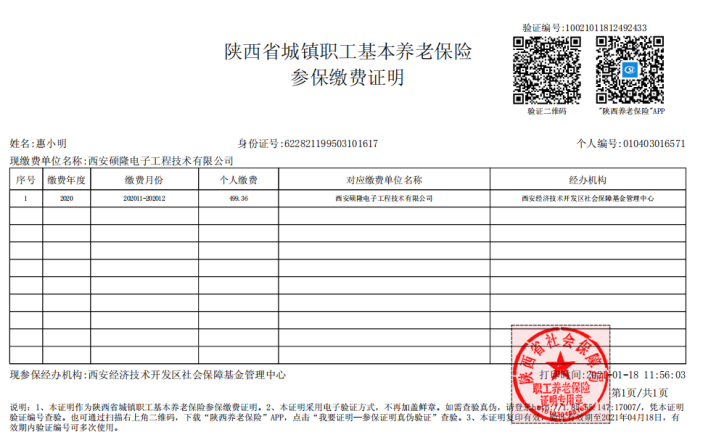 验证编号:10021011812492433
陕西省城镇职工基本养老保险
参保缴费证明
验证二维码
"陕西养老保险"APP
姓名:惠小明 身份证号:622821199503101617 个人编号:010403016571
现缴费单位名称:西安硕隆电子工程技术有限公司
序号 缴费年度 缴费月份 个人缴费 对应缴费单位名称 经办机构
1 2020 202011-202012 499.36 西安硕隆电子工程技术有限公司 西安经济技术开发区社会保障基金管理中心
陕西省社会保障局
职工养老保险
证明专用章
现参保经办机构:西安经济技术开发区社会保障基金管理中心 打印时间: -01-18 11:56:03
第1页/共1页
说明: 1、本证明作为陕西省城镇职工基本养老保险参保缴费证明。2、本证明采用电子验证方式，不再加盖鲜章。如需查验真伪，请登录 147:17007/，凭本证明
验证编号查验。也可通过扫描右上角二维码，下载“陕西养老保险”APP，点击“我要证明—参保证明真伪验证”查验。3、本证明复印有效， 有效期至2021年04月18日，有
效期内验证编号可多次使用。